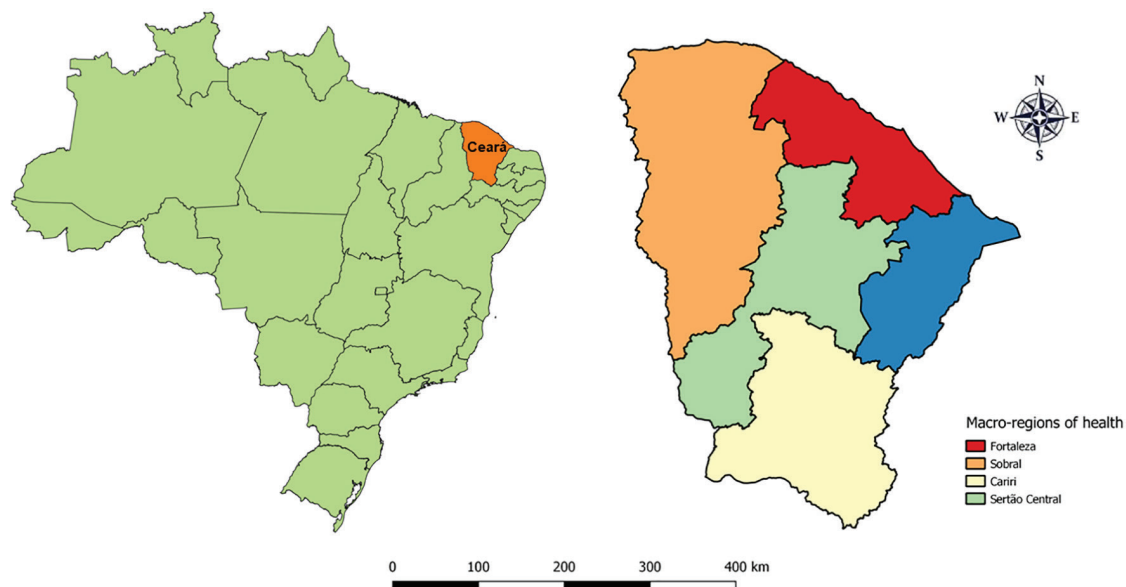 Ceará
N
W E
S
Macro-regions of health
Fortaleza
Sobral
Cariri
Sertão Central
0 100 200 300 400 km